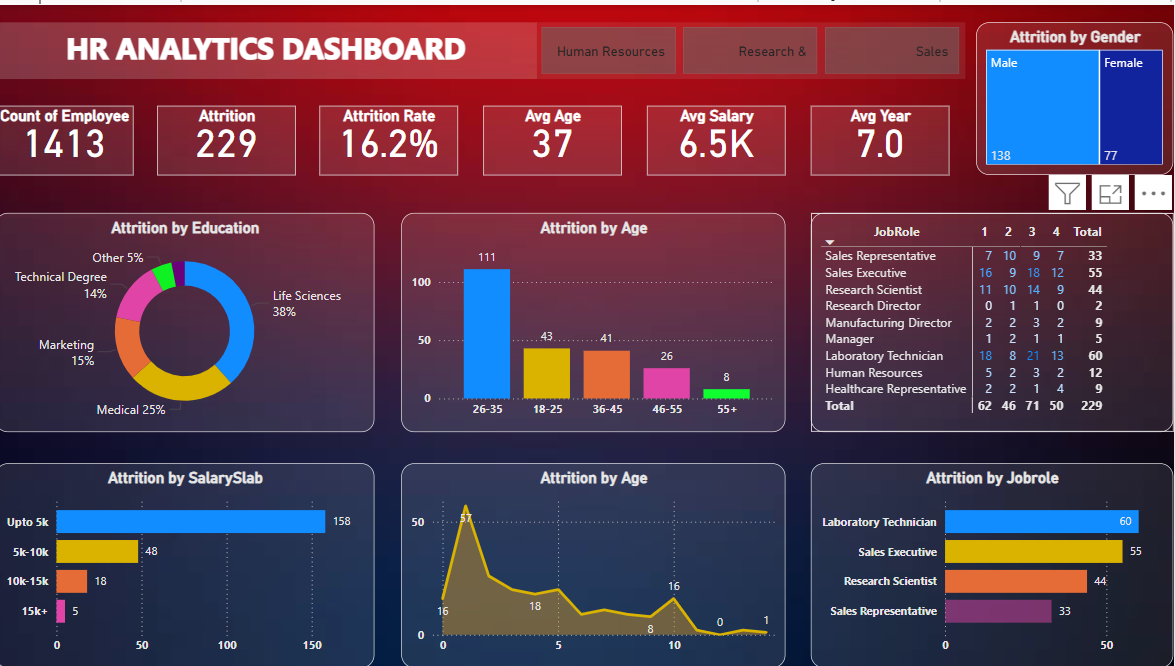 HR ANALYTICS DASHBOARD
Human Resources
Research &
Sales
Count of Employee
1413
Attrition
229
Attrition Rate
16.2%
Avg Age
37
Avg Salary
6.5K
Avg Year
7.0
Attrition by Gender
Male
138
Female
77
Attrition by Education
Other 5%
Technical Degree
14%
Life Sciences
38%
Marketing
15%
Medical 25%
Attrition by Age
100
50
0
111
43
41
26
8
26-35 18-25 36-45 46-55 55+
JobRole 1 2 3 4 Total
Sales Representative 7 10 9 7 33
Sales Executive 16 9 18 12 55
Research Scientist 11 10 14 9 44
Research Director 0 1 1 0 2
Manufacturing Director 2 2 3 2 9
Manager 1 2 1 1 5
Laboratory Technician 18 8 21 13 60
Human Resources 5 2 3 2 12
Healthcare Representative 2 2 1 4 9
Total 62 46 71 50 229
Attrition by SalarySlab
Upto 5k 158
5k-10k 48
10k-15k 18
15k+ 5
0 50 100 150
Attrition by Age
50
0
16
57
18
8
16
0
1
0 5 10
Attrition by Jobrole
Laboratory Technician 60
Sales Executive 55
Research Scientist 44
Sales Representative 33
0 50